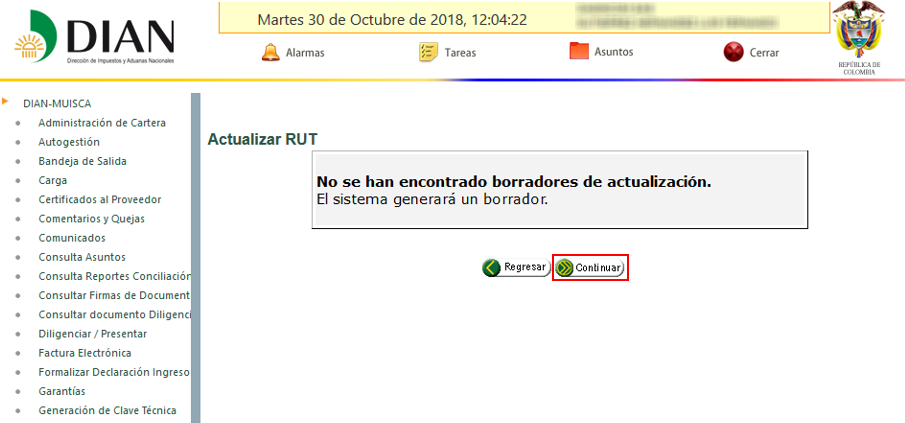 Martes 30 de Octubre de 2018, 12:04:22
DIAN
Dirección de Impuestos y Aduanas Nacionales
Alarmas
Tareas
Asuntos
Cerrar
REPÚBLICA DE
COLOMBIA
DIAN-MUISCA
Administración de Cartera
Autogestión
Bandeja de Salida
Carga
Certificados al Proveedor
Comentarios y Quejas
Comunicados
Consulta Asuntos
Consulta Reportes Conciliación
Consultar Firmas de Document
Consultar documento Diligenci
Diligenciar / Presentar
Factura Electrónica
Formalizar Declaración Ingreso
Garantías
Generación de Clave Técnica
Actualizar RUT
No se han encontrado borradores de actualización.
El sistema generará un borrador.
Regresar
Continuar